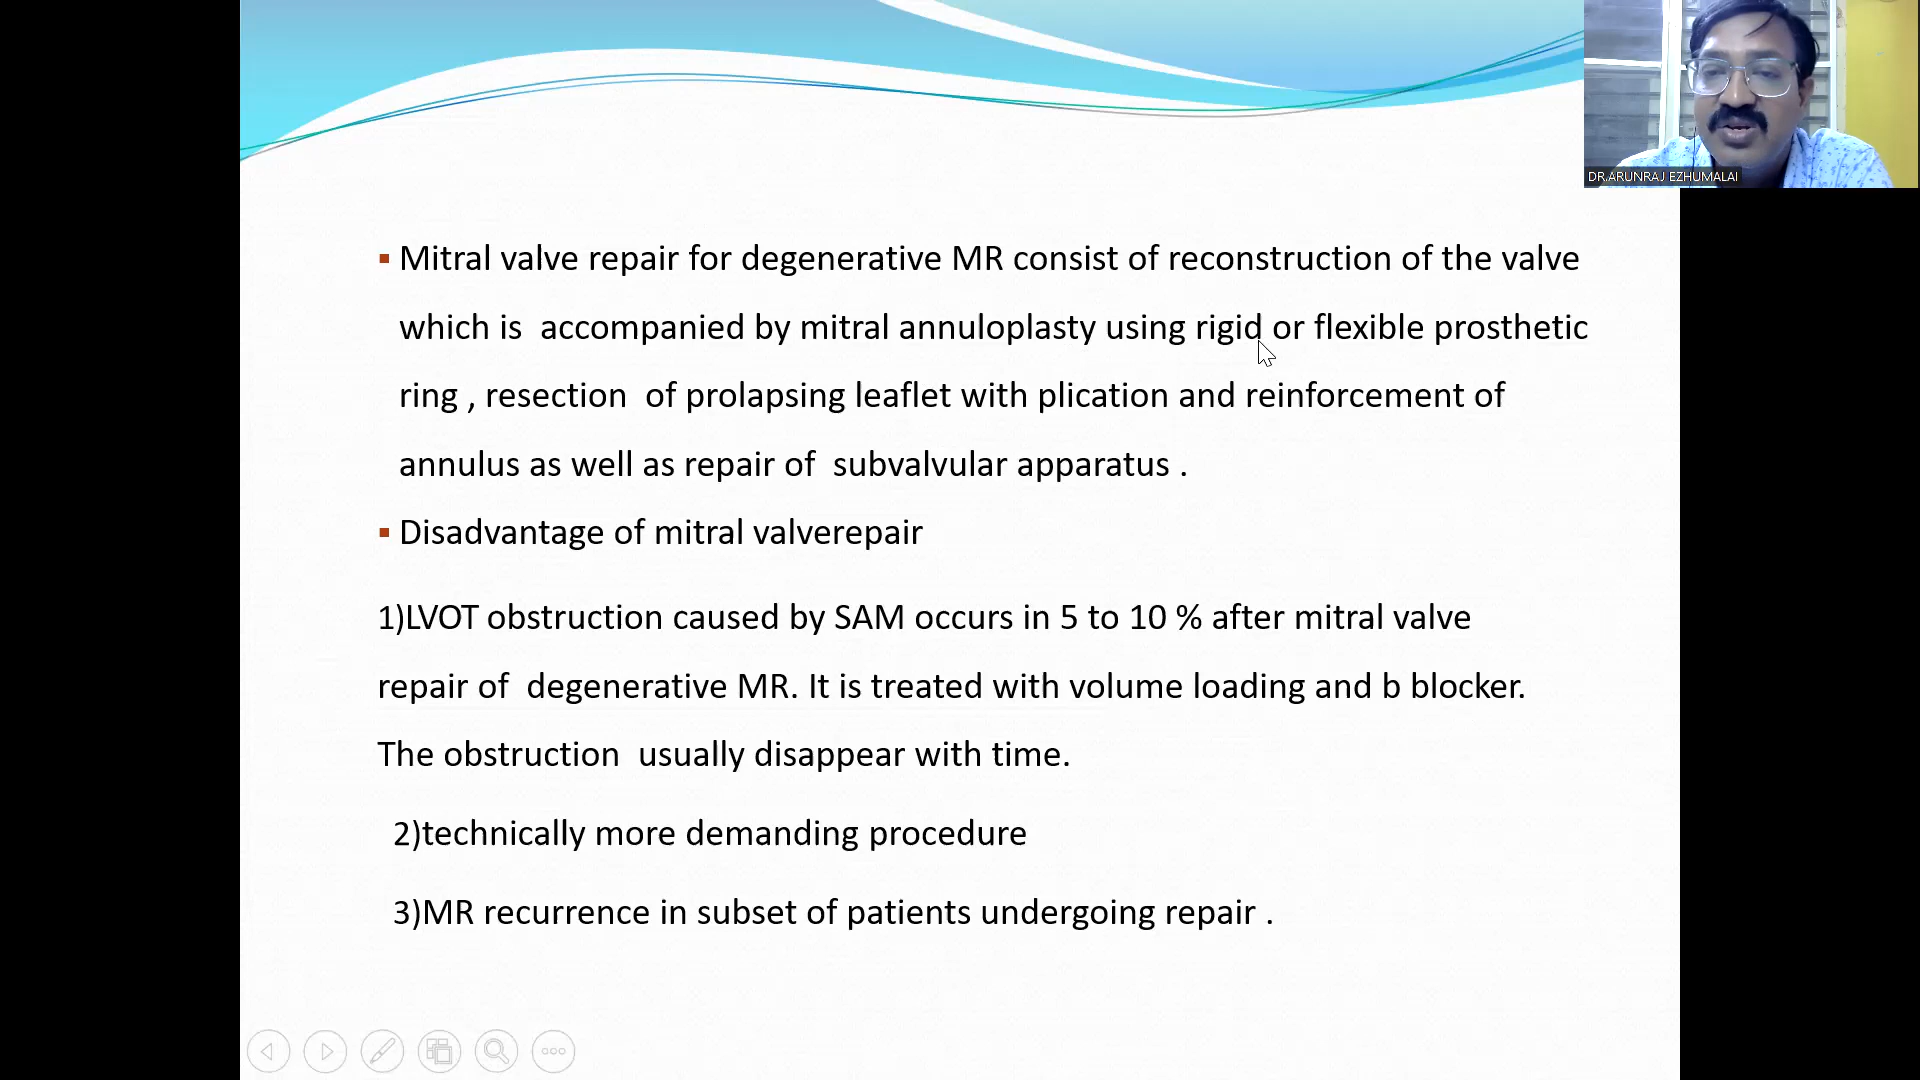 DR.ARUNRAJ EZHUMALAI
Mitral valve repair for degenerative MR consist of reconstruction of the valve
which is accompanied by mitral annuloplasty using rigid or flexible prosthetic
ring , resection of prolapsing leaflet with plication and reinforcement of
annulus as well as repair of subvalvular apparatus .
Disadvantage of mitral valverepair
1)LVOT obstruction caused by SAM occurs in 5 to 10 % after mitral valve
repair of degenerative MR. It is treated with volume loading and b blocker.
The obstruction usually disappear with time.
2)technically more demanding procedure
3)MR recurrence in subset of patients undergoing repair .